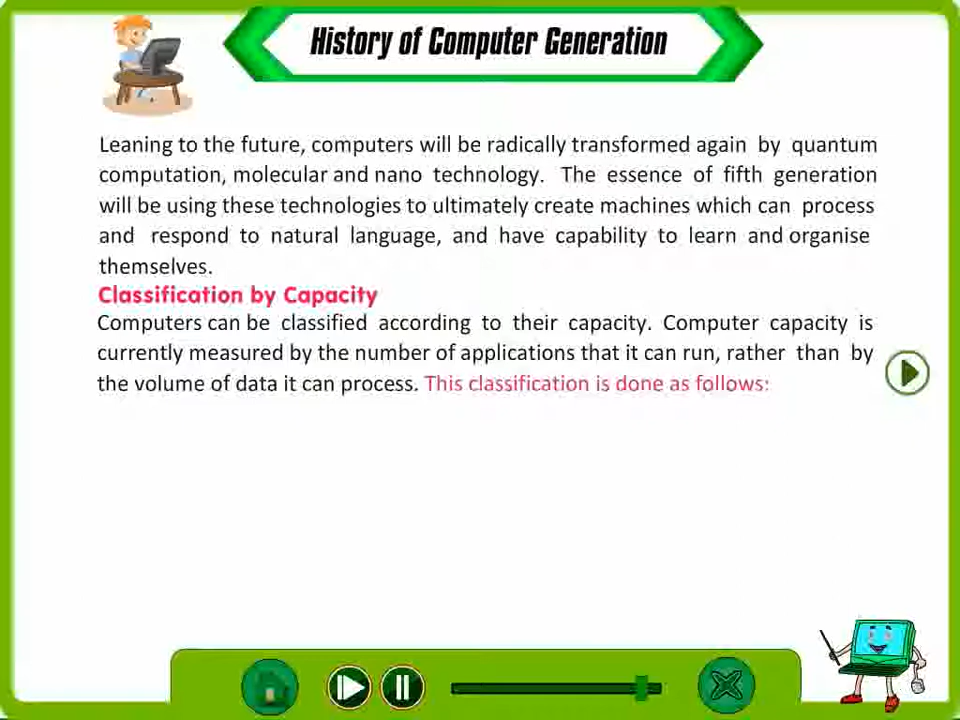 History of Computer Generation
Leaning to the future, computers will be radically transformed again by quantum
computation, molecular and nano technology. The essence of fifth generation
will be using these technologies to ultimately create machines which can process
and respond to natural language, and have capability to learn and organise
themselves.
Classification by Capacity
Computers can be classified according to their capacity. Computer capacity is
currently measured by the number of applications that it can run, rather than by
the volume of data it can process. This classification is done as follows: